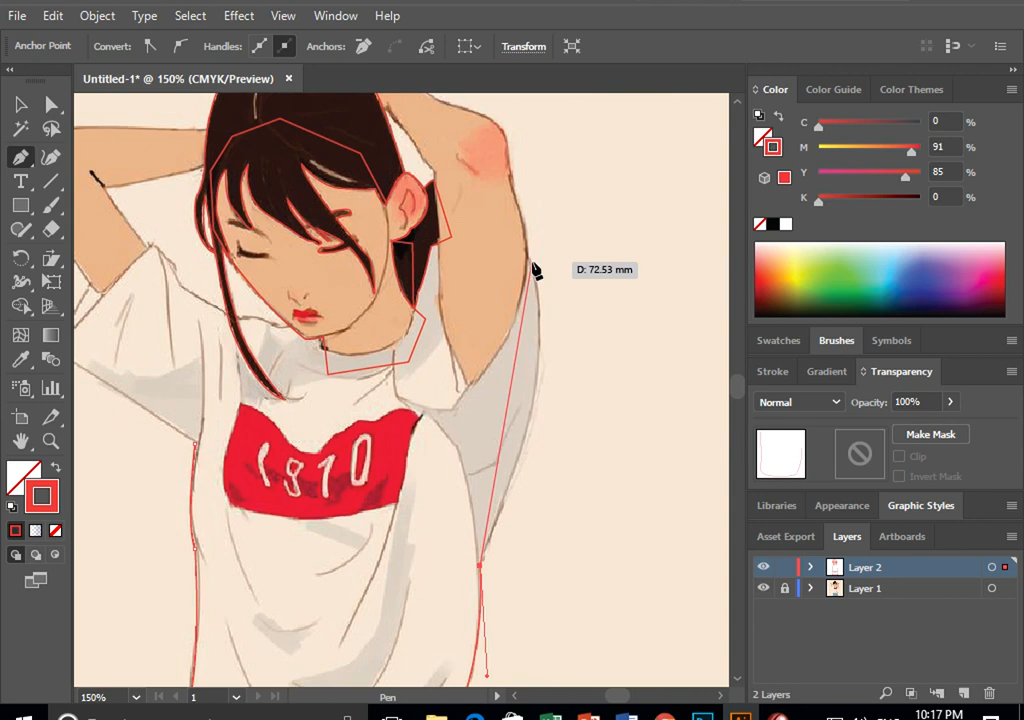 File Edit Object Type Select Effect View Window Help
Anchor Point Convert: Handles: Anchors: Transform
Untitled-1* @ 150% (CMYK/Preview) ×
Color Color Guide Color Themes
C 0 %
M 91 %
Y 85 %
K 0 %
D: 72.53 mm
1910
Swatches Brushes Symbols
Stroke Gradient Transparency
Normal Opacity: 100%
Make Mask
Clip
Invert Mask
Libraries Appearance Graphic Styles
Asset Export Layers Artboards
Layer 2
Layer 1
2 Layers
150% 1 Pen
10:17 PM